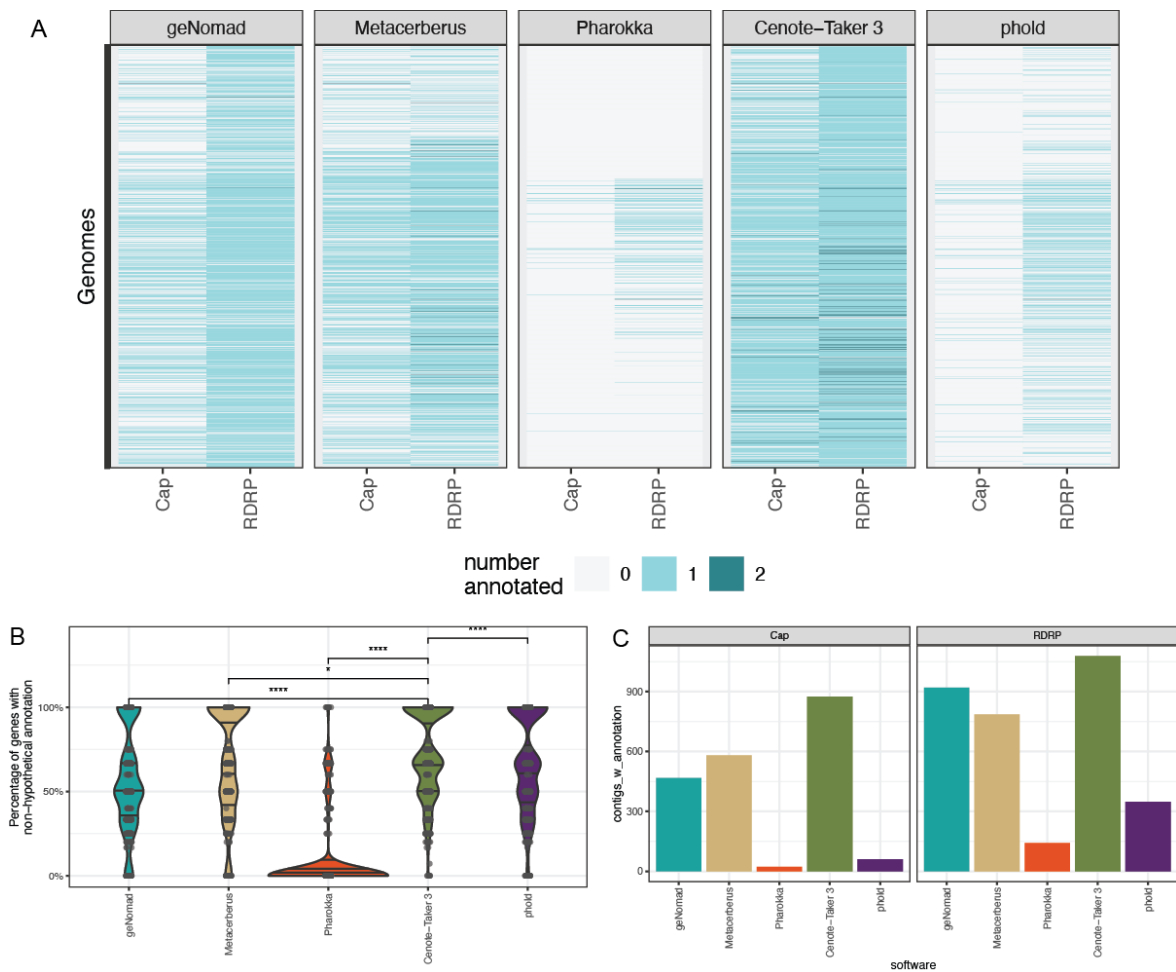 A
geNomad
Metacerberus
Pharokka
Cenote−Taker 3
phold
Genomes
Cap
RDRP
Cap
RDRP
Cap
RDRP
Cap
RDRP
Cap
RDRP
number
annotated
0
1
2
B
Percentage of genes with
non−hypothetical annotation
100%
50%
0%
****
****
*
****
geNomad
Metacerberus
Pharokka
Cenote−Taker 3
phold
C
Cap
RDRP
contigs_w_annotation
900
600
300
0
geNomad
Metacerberus
Pharokka
Cenote−Taker 3
phold
geNomad
Metacerberus
Pharokka
Cenote−Taker 3
phold
software